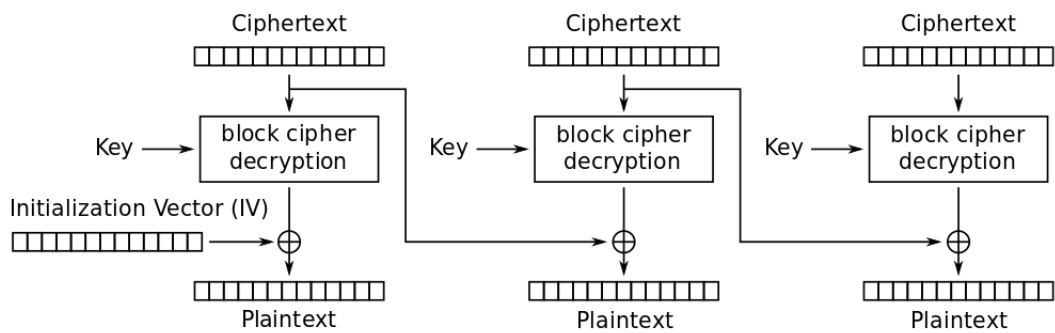 Ciphertext
Ciphertext
Ciphertext
Key
block cipher
decryption
Key
block cipher
decryption
Key
block cipher
decryption
Initialization Vector (IV)
Plaintext
Plaintext
Plaintext